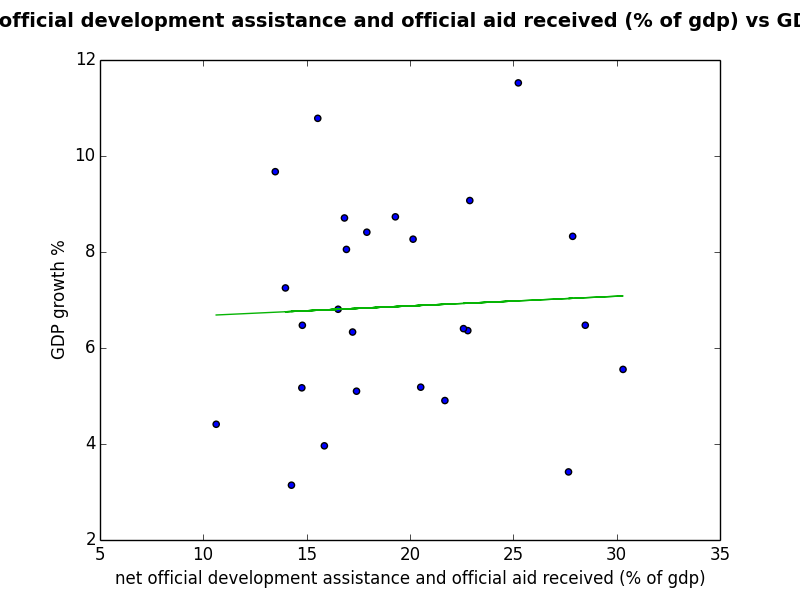 official development assistance and official aid received (% of gdp) vs GD
12
10
8
6
4
2
GDP growth %
5 10 15 20 25 30 35
net official development assistance and official aid received (% of gdp)